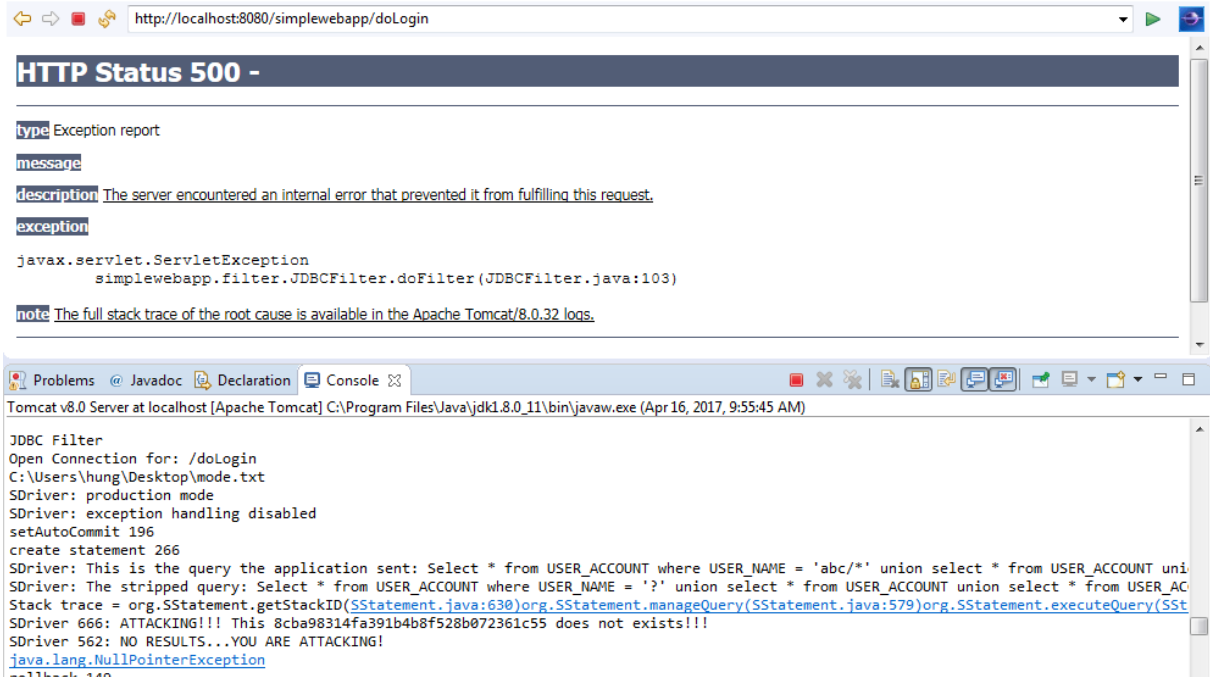 http://localhost:8080/simplewebapp/doLogin
HTTP Status 500 -
type Exception report
message
description The server encountered an internal error that prevented it from fulfilling this request.
exception
javax.servlet.ServletException
simplewebapp.filter.JDBCFilter.doFilter(JDBCFilter.java:103)
note The full stack trace of the root cause is available in the Apache Tomcat/8.0.32 logs.
Problems @ Javadoc Declaration Console
Tomcat v8.0 Server at localhost [Apache Tomcat] C:\Program Files\Java\jdk1.8.0_11\bin\javaw.exe (Apr 16, 2017, 9:55:45 AM)
JDBC Filter
Open Connection for: /doLogin
C:\Users\hung\Desktop\mode.txt
SDriver: production mode
SDriver: exception handling disabled
setAutoCommit 196
create statement 266
SDriver: This is the query the application sent: Select * from USER_ACCOUNT where USER_NAME = 'abc/*' union select * from USER_ACCOUNT uni
SDriver: The stripped query: Select * from USER_ACCOUNT where USER_NAME = '?' union select * from USER_ACCOUNT union select * from USER_AC
Stack trace = org.SStatement.getStackID(SStatement.java:630)org.SStatement.manageQuery(SStatement.java:579)org.SStatement.executeQuery(SSt
SDriver 666: ATTACKING!!! This 8cba98314fa391b4b8f528b072361c55 does not exists!!!
SDriver 562: NO RESULTS...YOU ARE ATTACKING!
java.lang.NullPointerException
rollback 149